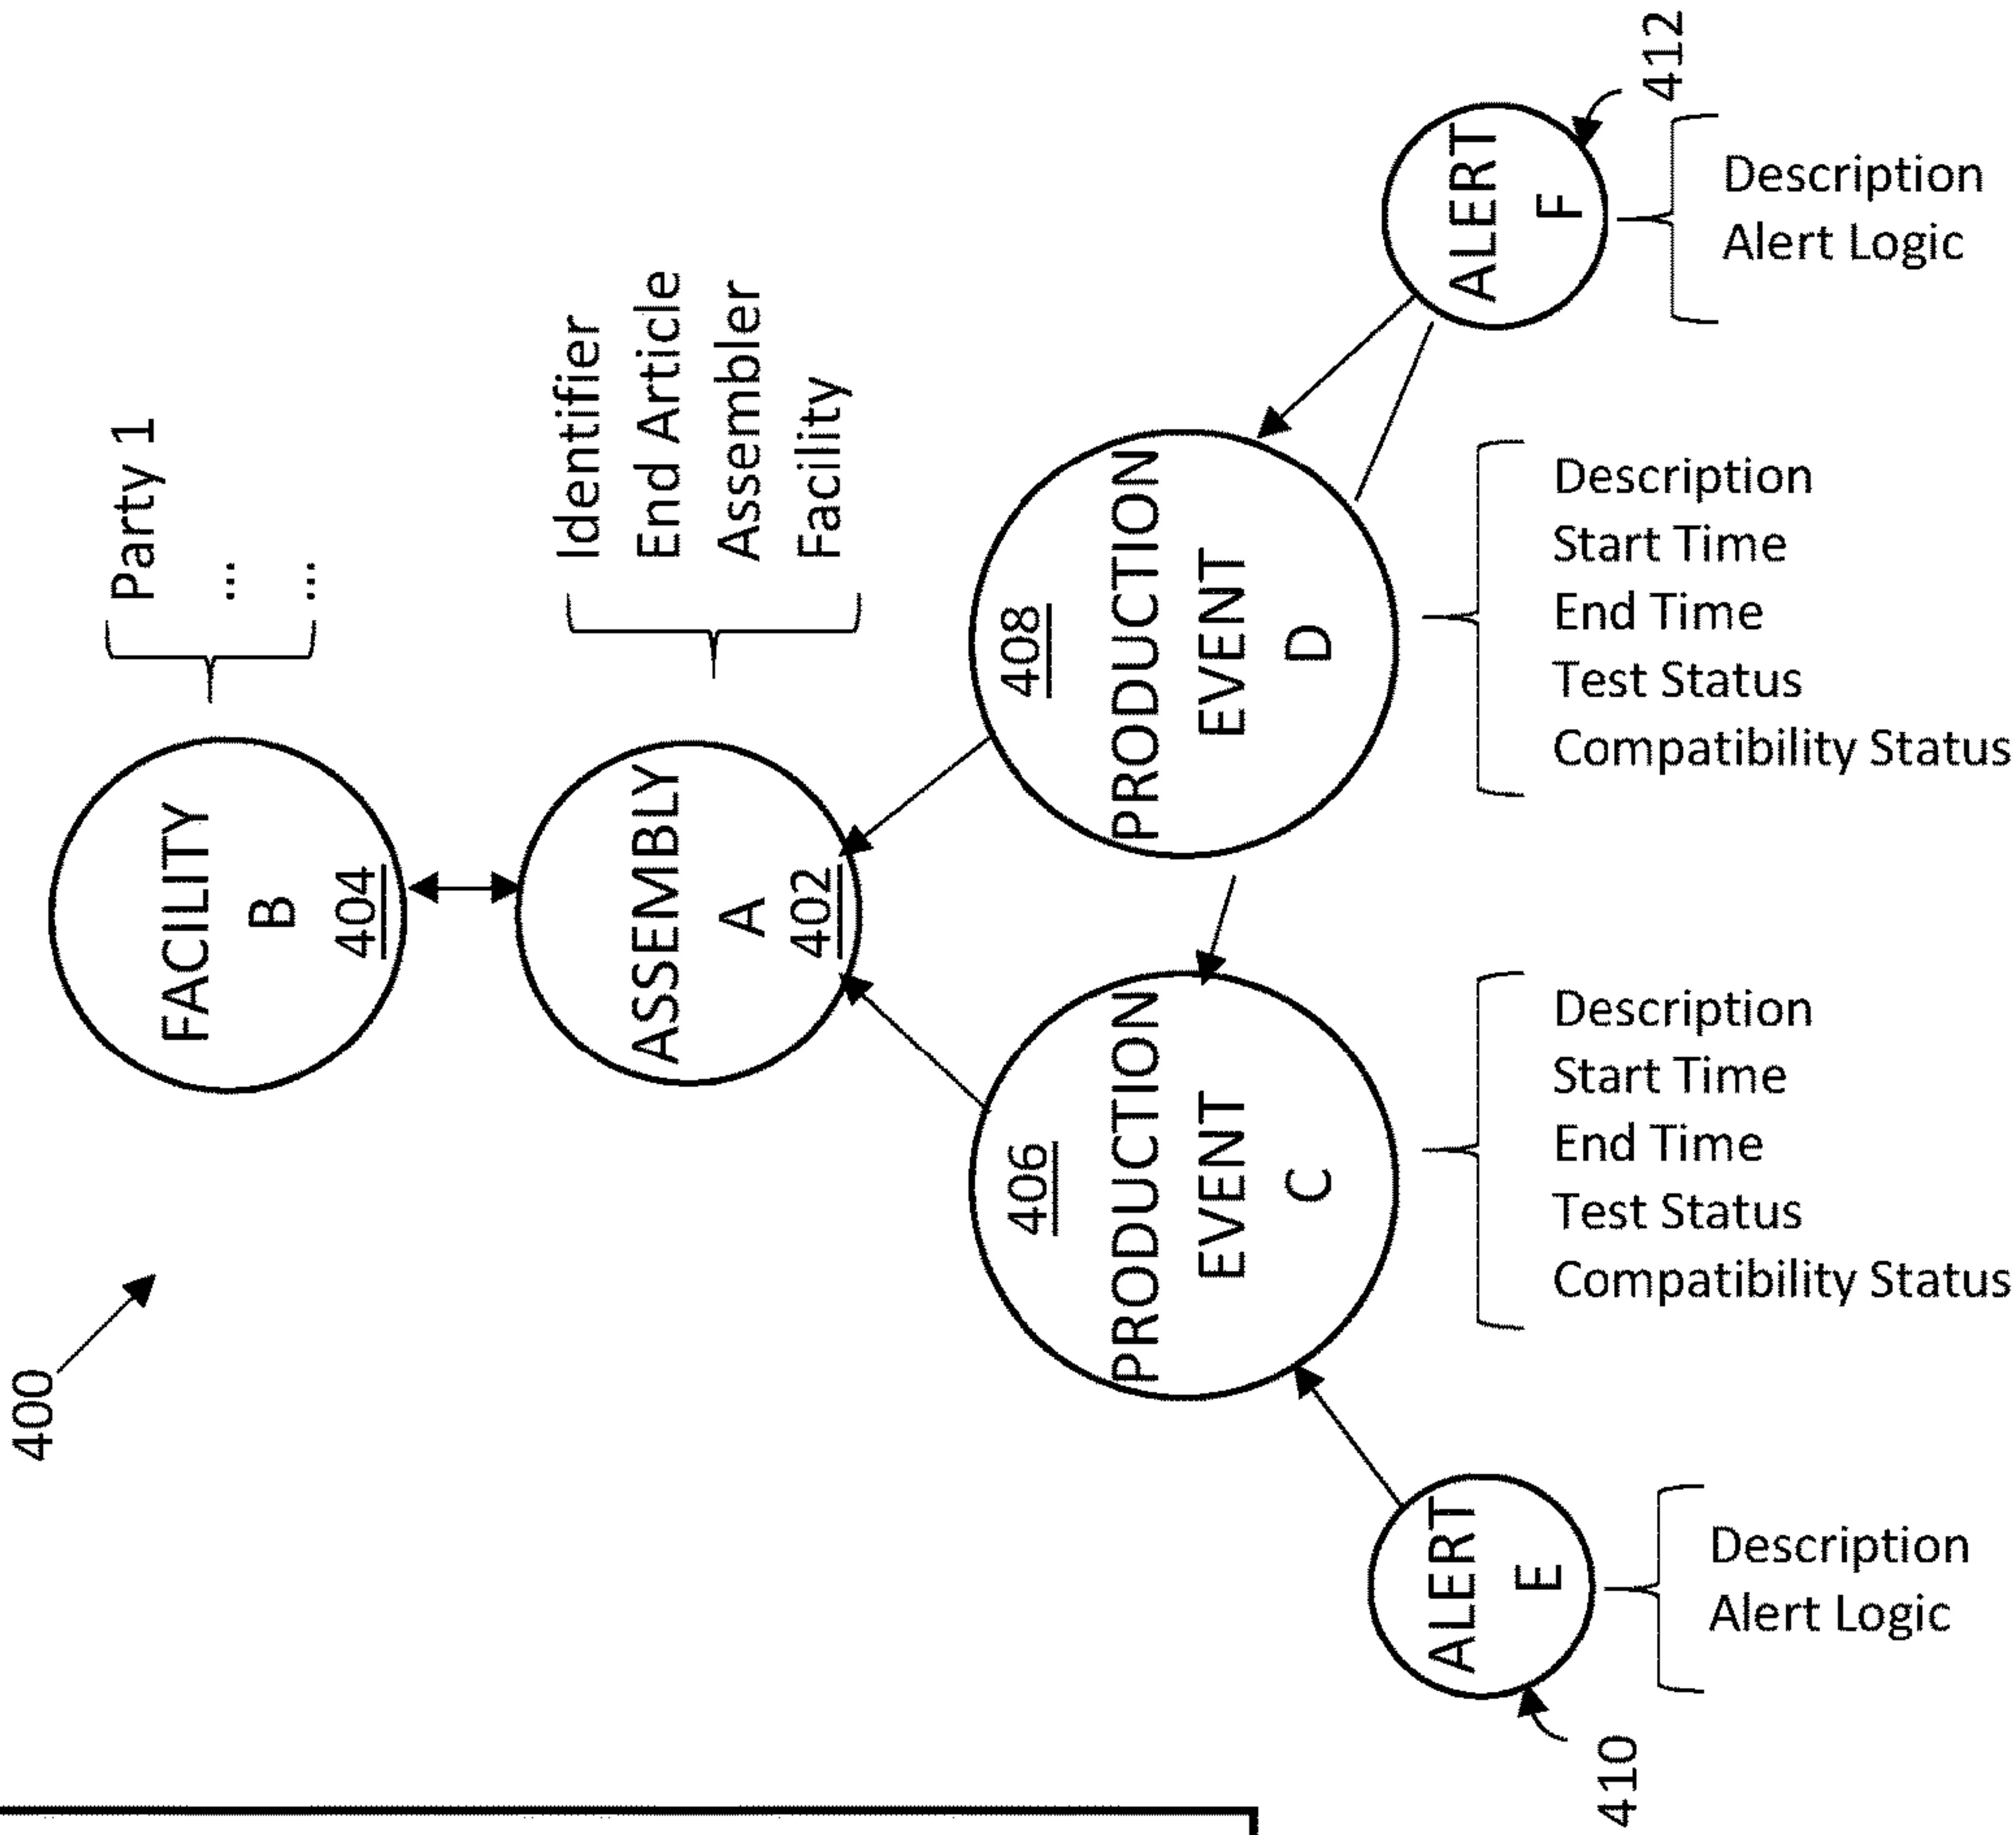 400
FACILITY
B
404
Party 1
...
...
ASSEMBLY
A
402
Identifier
End Article
Assembler
Facility
406
PRODUCTION
EVENT
C
408
PRODUCTION
EVENT
D
Description
Start Time
End Time
Test Status
Compatibility Status
Description
Start Time
End Time
Test Status
Compatibility Status
ALERT
E
410
Description
Alert Logic
ALERT
F
412
Description
Alert Logic